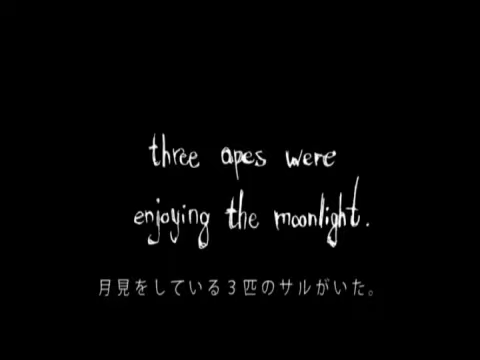 three apes were
enjoying the moonlight.
月見をしている3匹のサルがいた。